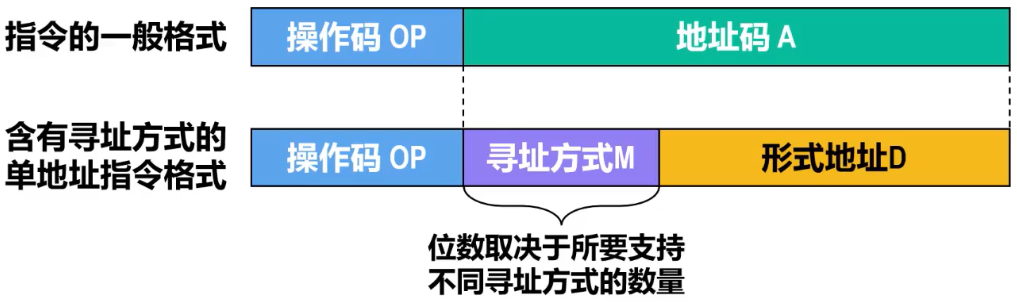 指令的一般格式
操作码 OP
地址码 A
含有寻址方式的
单地址指令格式
操作码 OP
寻址方式M
形式地址D
位数取决于所要支持
不同寻址方式的数量